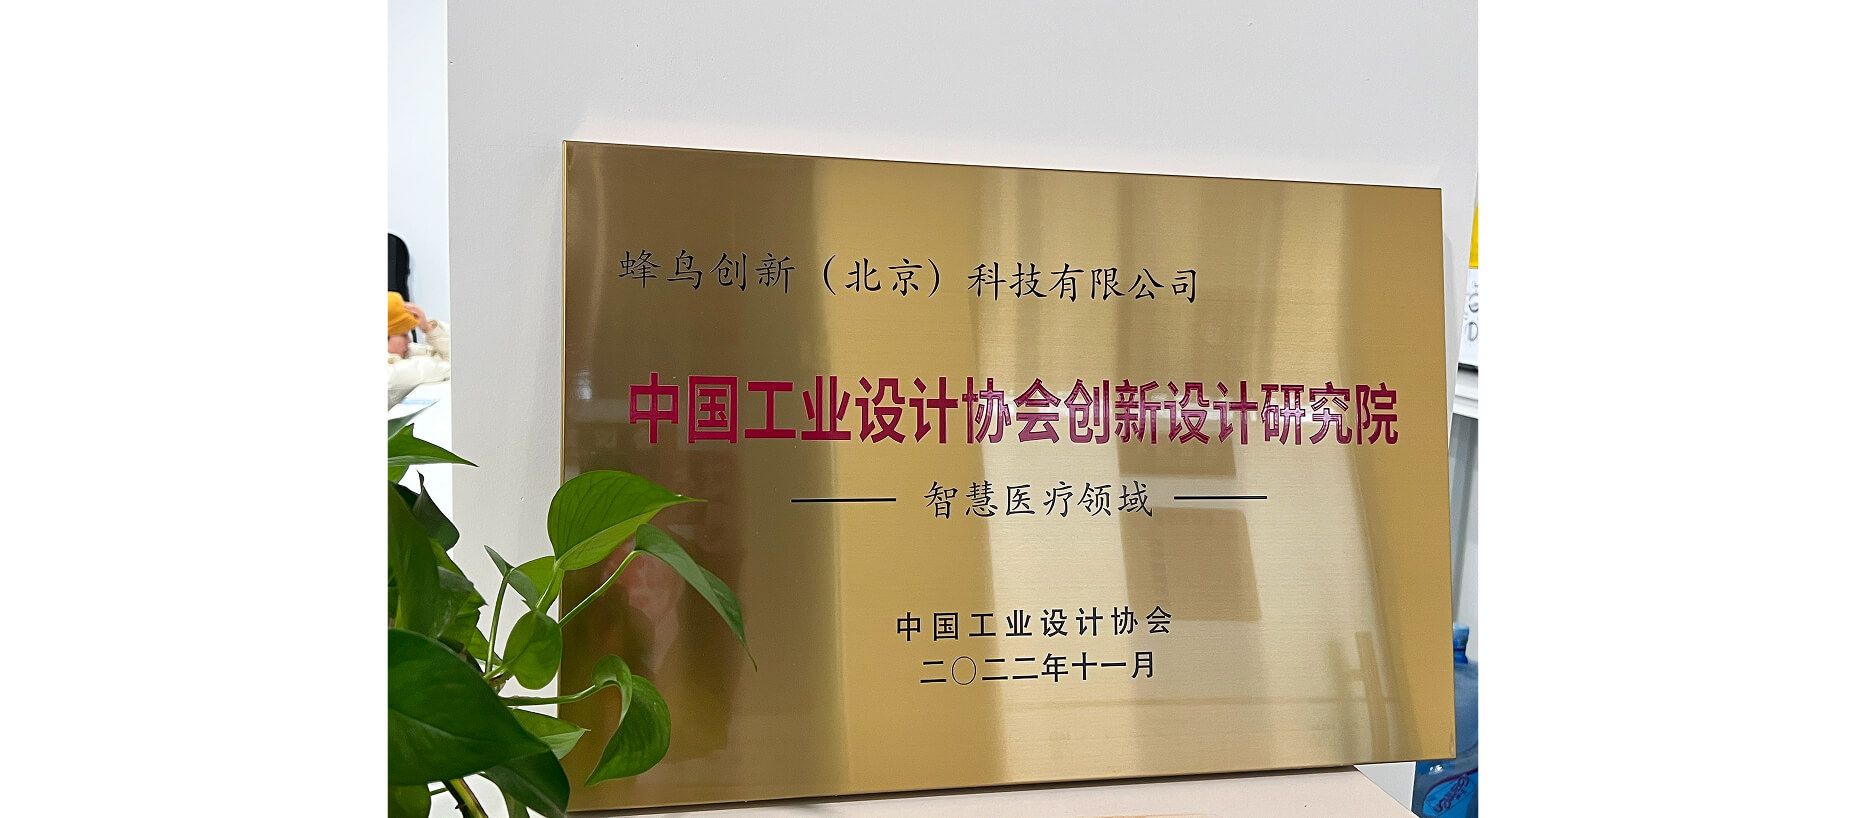 蜂鸟创新（北京）科技有限公司
中国工业设计协会创新设计研究院
智慧医疗领域
中国工业设计协会
二〇二二年十一月